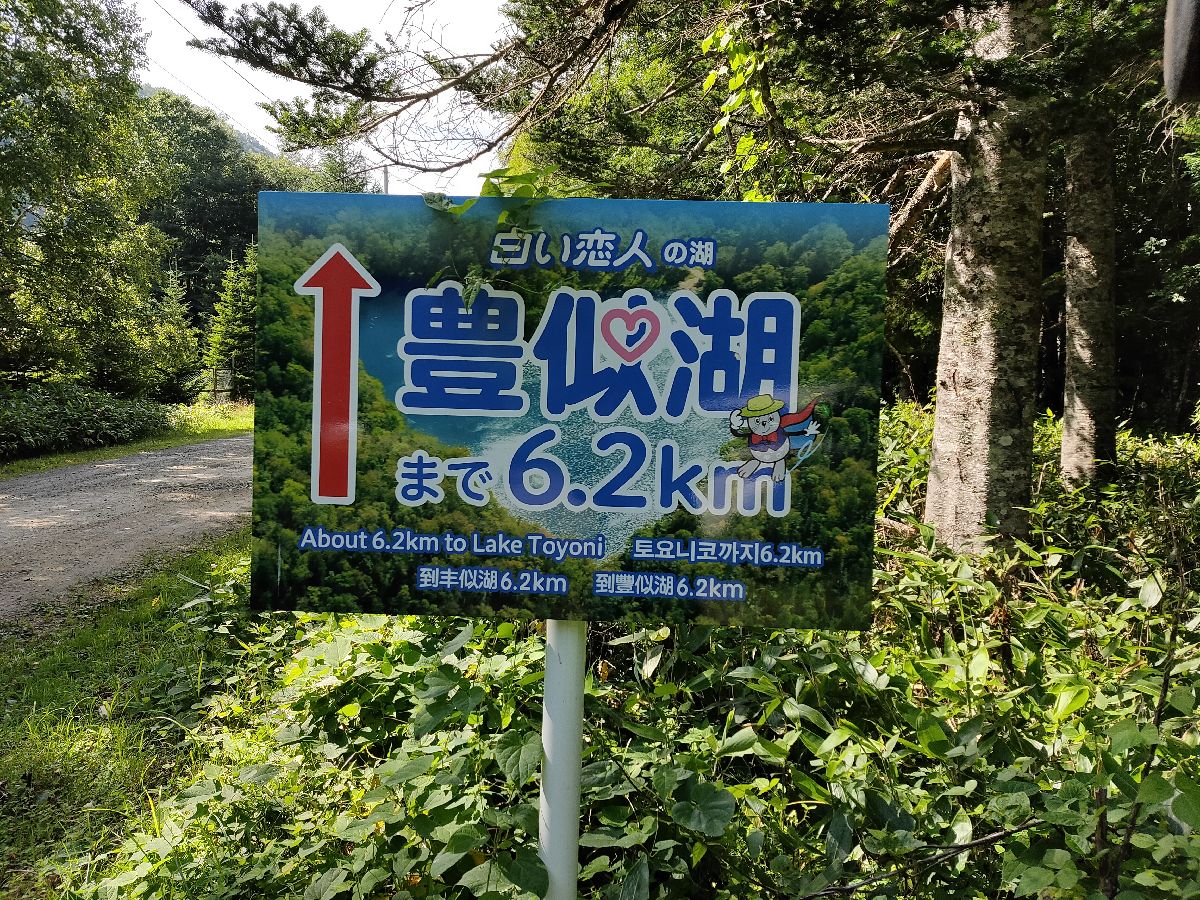 白い恋人の湖
豊似湖
まで 6.2km
About 6.2km to Lake Toyoni 토요니코까지6.2km
到丰似湖6.2km 到豐似湖6.2km